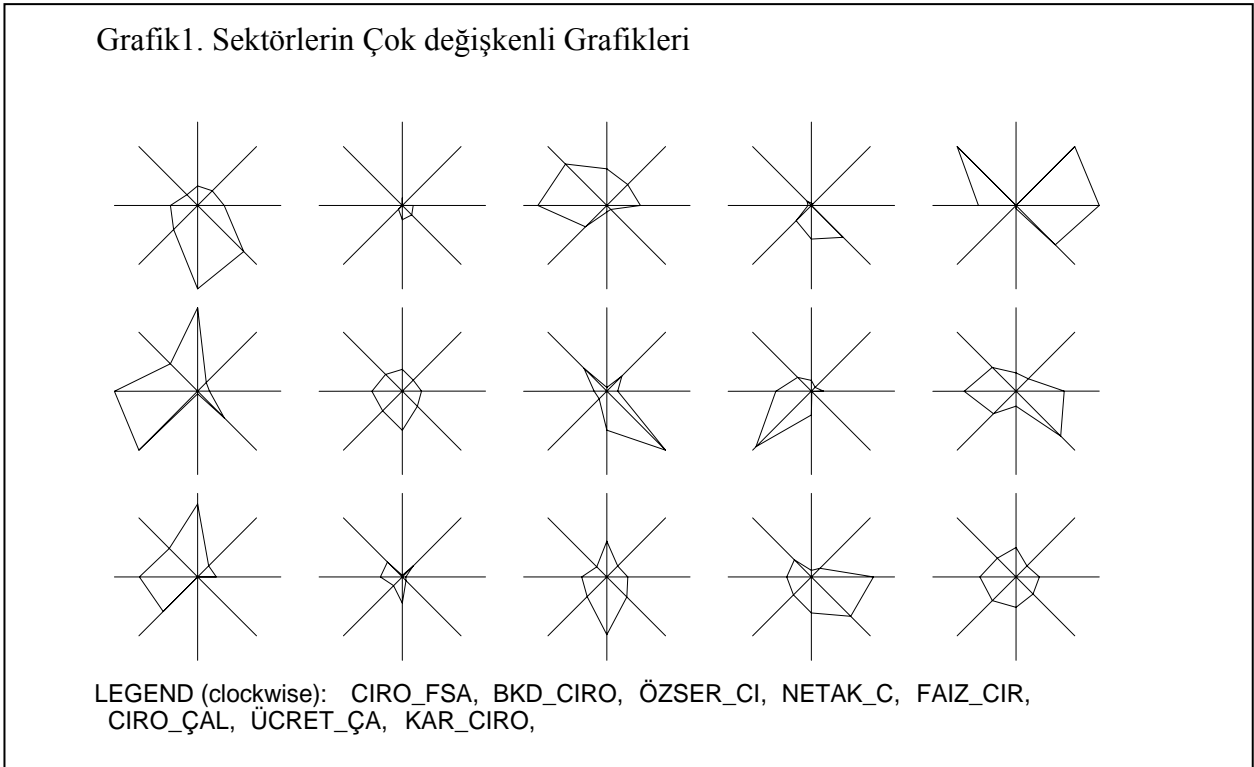 Grafik1. Sektörlerin Çok değişkenli Grafikleri
LEGEND (clockwise): CIRO_FSA, BKD_CIRO, ÖZSER_CI, NETAK_C, FAIZ_CIR,
CIRO_ÇAL, ÜCRET_ÇA, KAR_CIRO,